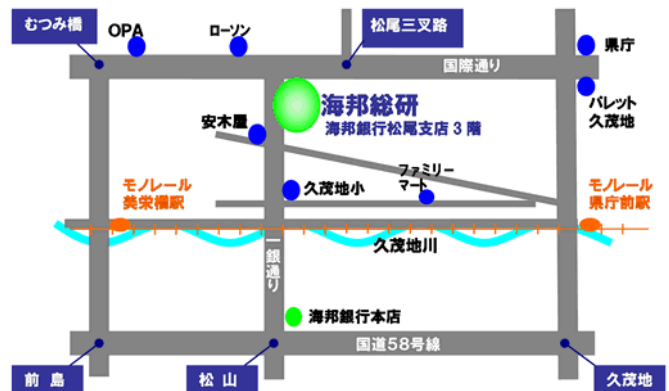 むつみ橋
OPA
ローソン
松尾三叉路
県庁
国際通り
パレット
久茂地
海邦総研
海邦銀行松尾支店3階
安木屋
ファミリー
マート
久茂地小
モノレール
美栄橋駅
モノレール
県庁前駅
久茂地川
一銀通り
海邦銀行本店
国道58号線
前島
松山
久茂地